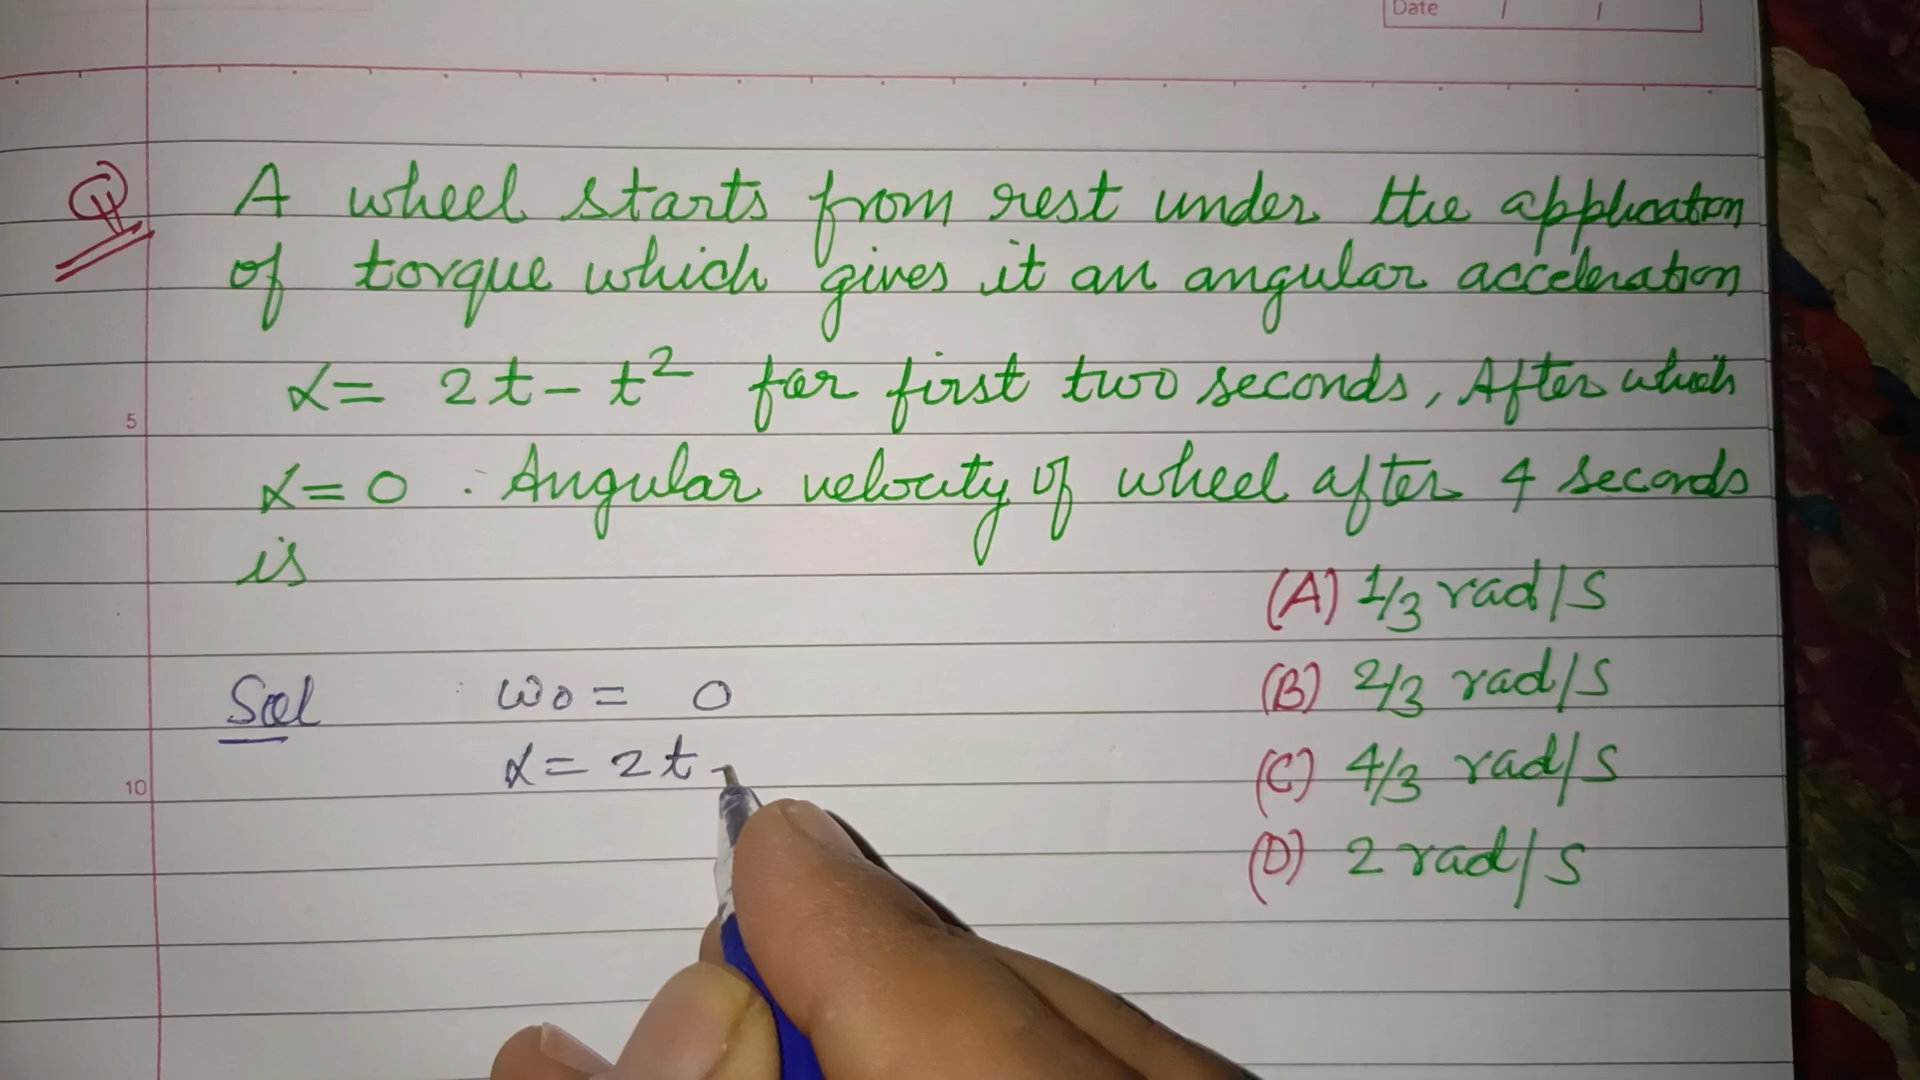 Date / /
Q A wheel starts from rest under the application
of torque which gives it an angular acceleration
α = 2t - t² for first two seconds, After which
5
α = 0 . Angular velocity of wheel after 4 seconds
is
(A) 1/3 rad/s
Sol ω₀ = 0
(B) 2/3 rad/s
α = 2t -
(C) 4/3 rad/s
10
(D) 2 rad/s